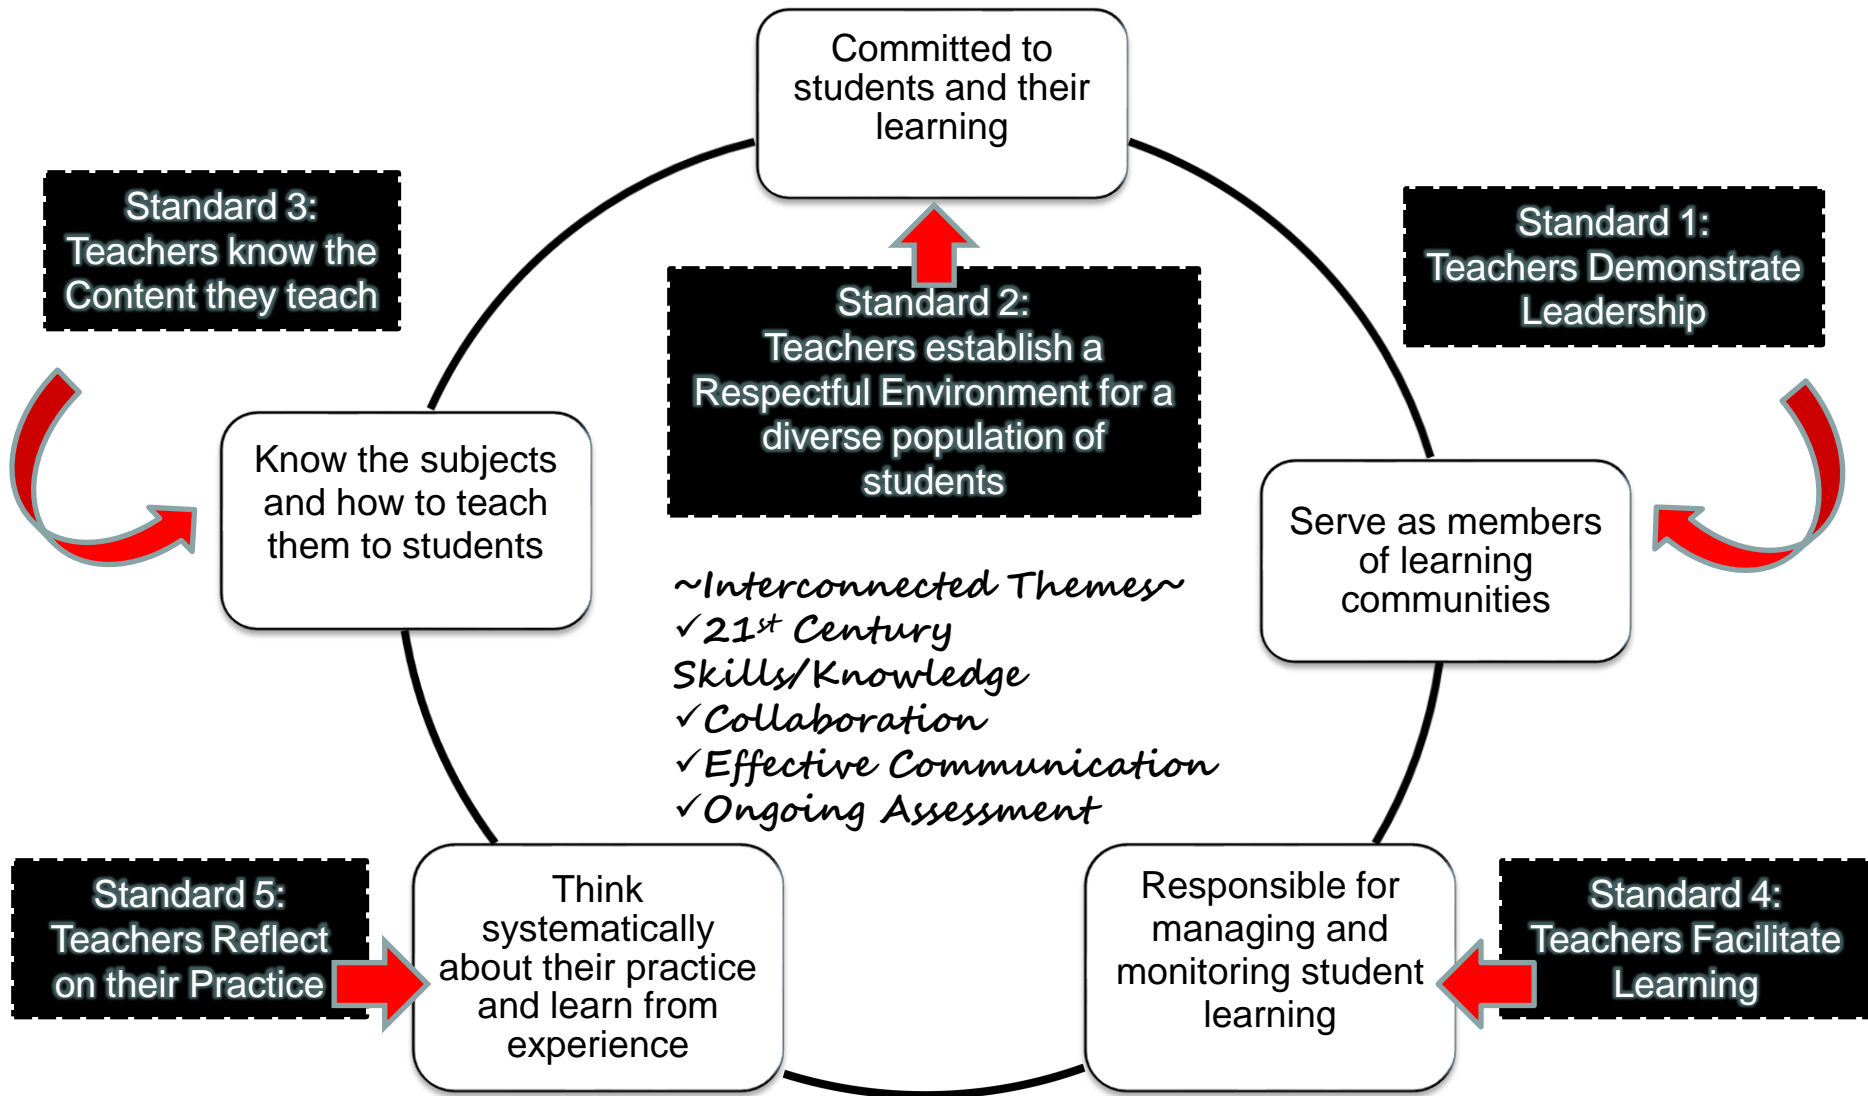 Committed to
students and their
learning
Standard 3:
Teachers know the
Content they teach
Standard 1:
Teachers Demonstrate
Leadership
Standard 2:
Teachers establish a
Respectful Environment for a
diverse population of
students
Know the subjects
and how to teach
them to students
Serve as members
of learning
communities
~Interconnected Themes~
✓21st Century
Skills/Knowledge
✓Collaboration
✓Effective Communication
✓Ongoing Assessment
Standard 5:
Teachers Reflect
on their Practice
Think
systematically
about their practice
and learn from
experience
Responsible for
managing and
monitoring student
learning
Standard 4:
Teachers Facilitate
Learning